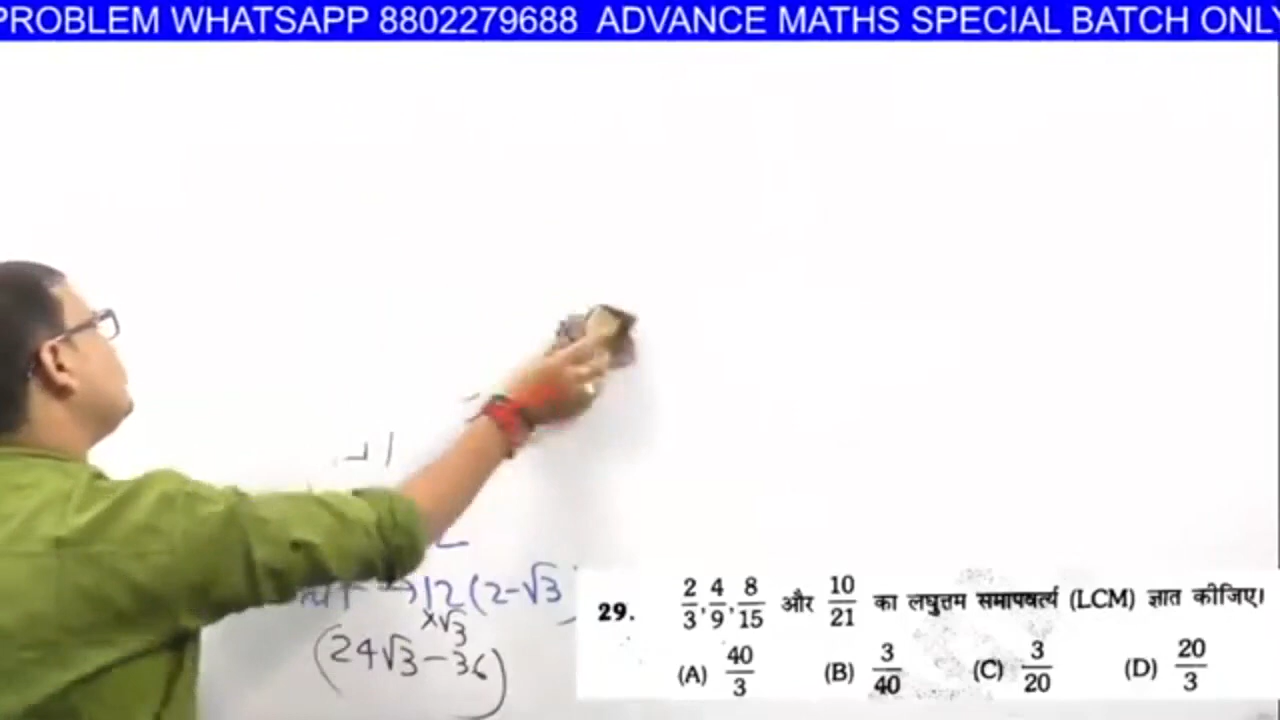 PROBLEM WHATSAPP 8802279688 ADVANCE MATHS SPECIAL BATCH ONLY
12(2-√3)
×√3
(24√3-36)
29. 2/3, 4/9, 8/15 और 10/21 का लघुत्तम समापवर्त्य (LCM) ज्ञात कीजिए।
(A) 40/3 (B) 3/40 (C) 3/20 (D) 20/3